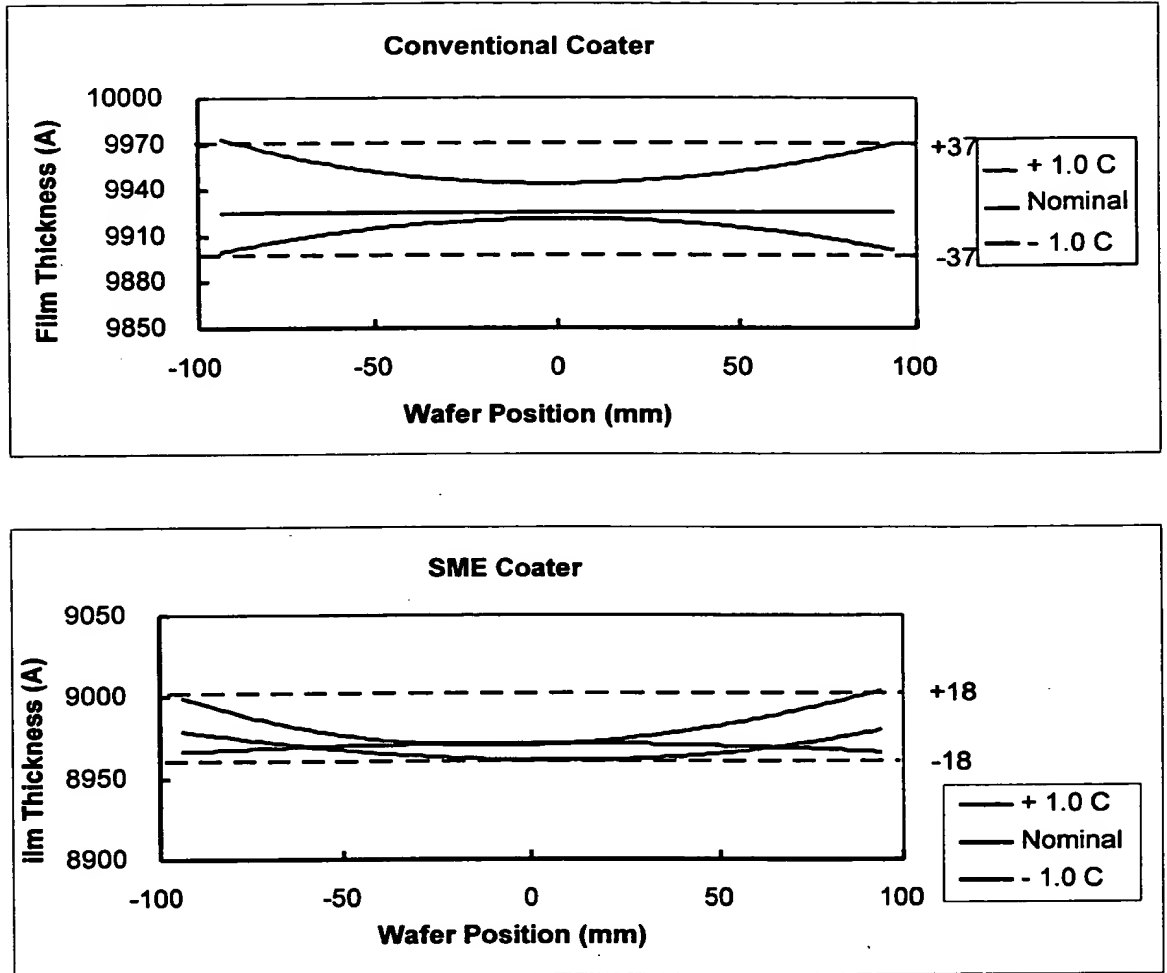 Conventional Coater
10000
9970
9940
9910
9880
9850
Film Thickness (A)
+37
-37
+ 1.0 C
Nominal
- 1.0 C
-100
-50
0
50
100
Wafer Position (mm)
SME Coater
9050
9000
8950
8900
ilm Thickness (A)
+18
-18
+ 1.0 C
Nominal
- 1.0 C
-100
-50
0
50
100
Wafer Position (mm)